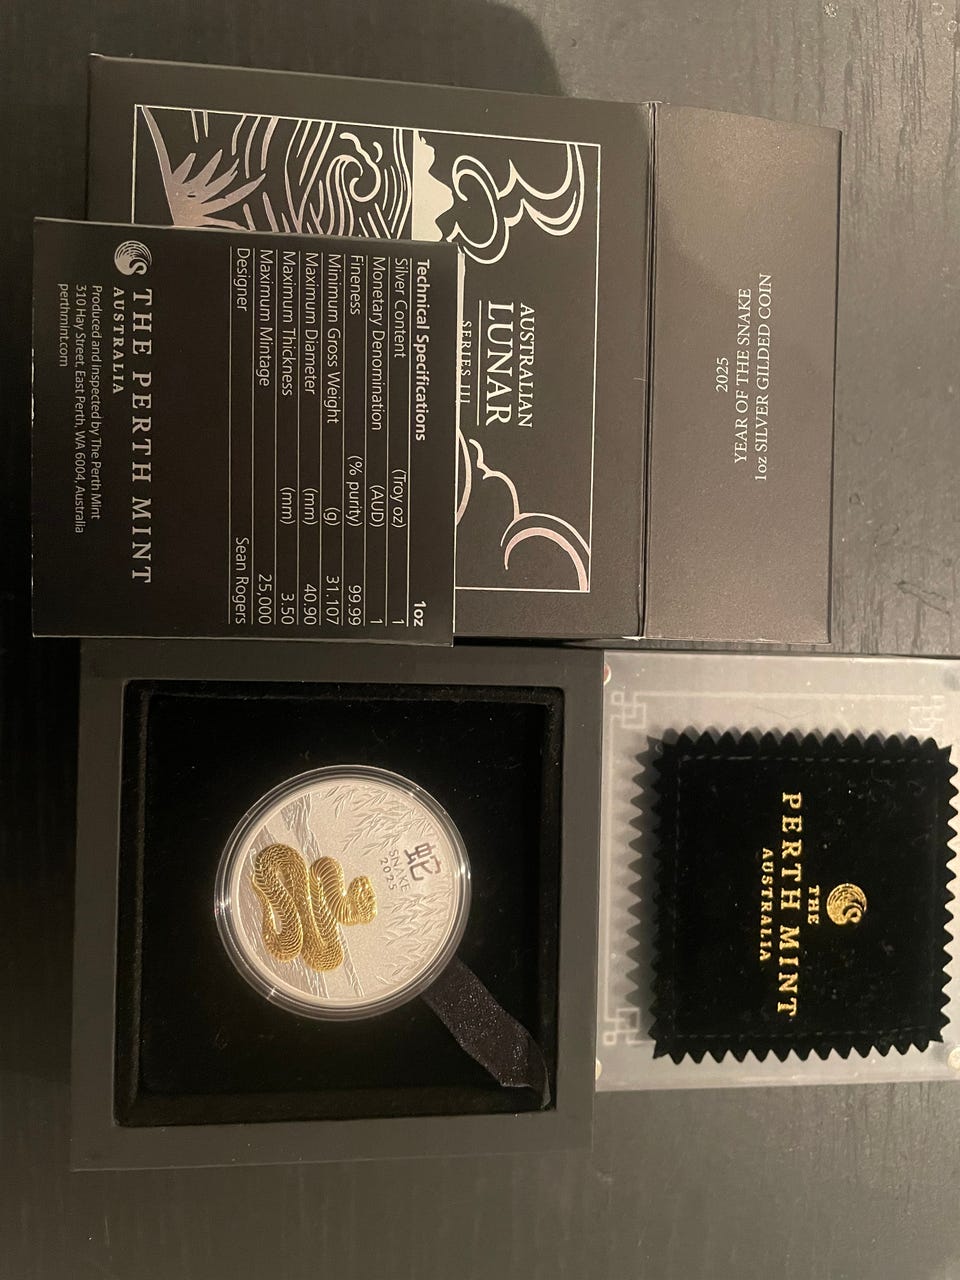 AUSTRALIAN
LUNAR
SERIES III
2025
YEAR OF THE SNAKE
1oz SILVER GILDED COIN
Technical Specifications 1oz
Silver Content (Troy oz) 1
Monetary Denomination (AUD) 1
Fineness (% purity) 99.99
Minimum Gross Weight (g) 31.107
Maximum Diameter (mm) 40.90
Maximum Thickness (mm) 3.50
Maximum Mintage 25,000
Designer Sean Rogers
THE PERTH MINT
AUSTRALIA
Produced and inspected by The Perth Mint
310 Hay Street, East Perth, WA 6004, Australia
perthmint.com
蛇
SNAKE
2025
THE
PERTH MINT
AUSTRALIA